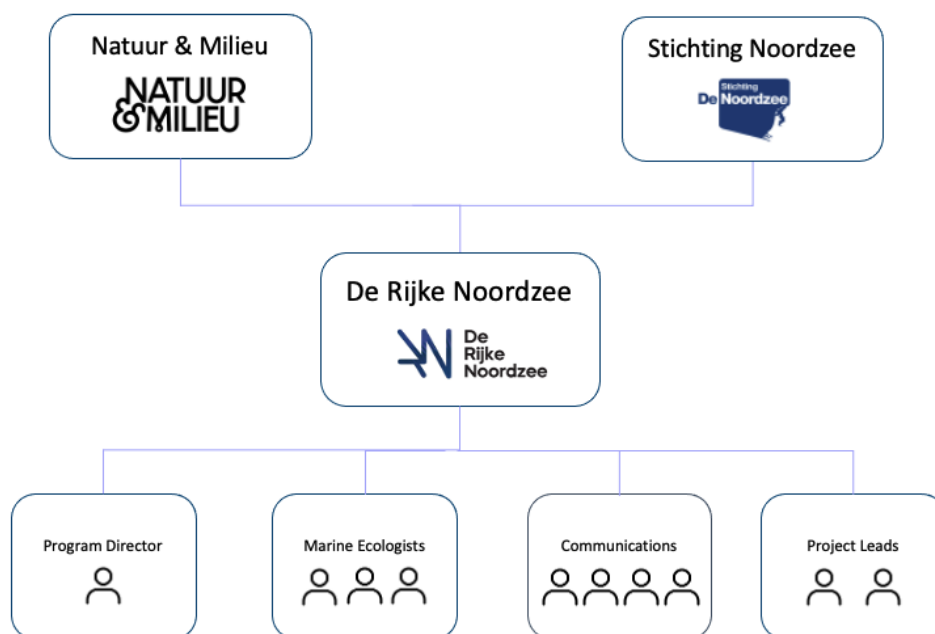 Natuur & Milieu
NATUUR
&MILIEU
Stichting Noordzee
Stichting
De Noordzee
De Rijke Noordzee
De
Rijke
Noordzee
Program Director
Marine Ecologists
Communications
Project Leads